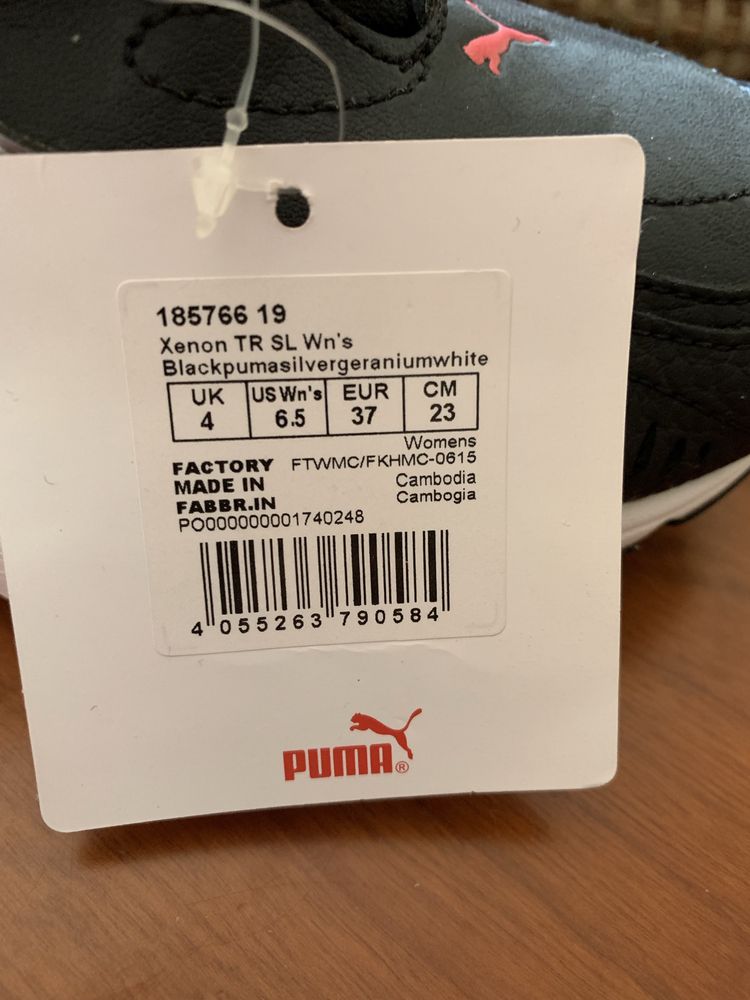 185766 19
Xenon TR SL Wn's
Blackpumasilvergeraniumwhite
UK US Wn's EUR CM
4 6.5 37 23
Womens
FACTORY FTWMC/FKHMC-0615
MADE IN Cambodia
FABBR.IN Cambogia
PO000000001740248
4 055263 790584
PUMA®